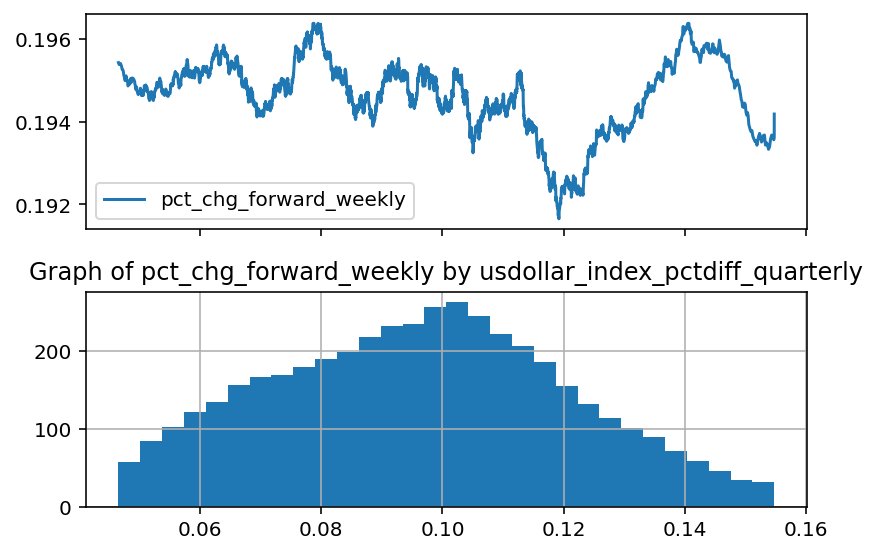 0.196
0.194
0.192
pct_chg_forward_weekly
Graph of pct_chg_forward_weekly by usdollar_index_pctdiff_quarterly
200
100
0
0.06 0.08 0.10 0.12 0.14 0.16